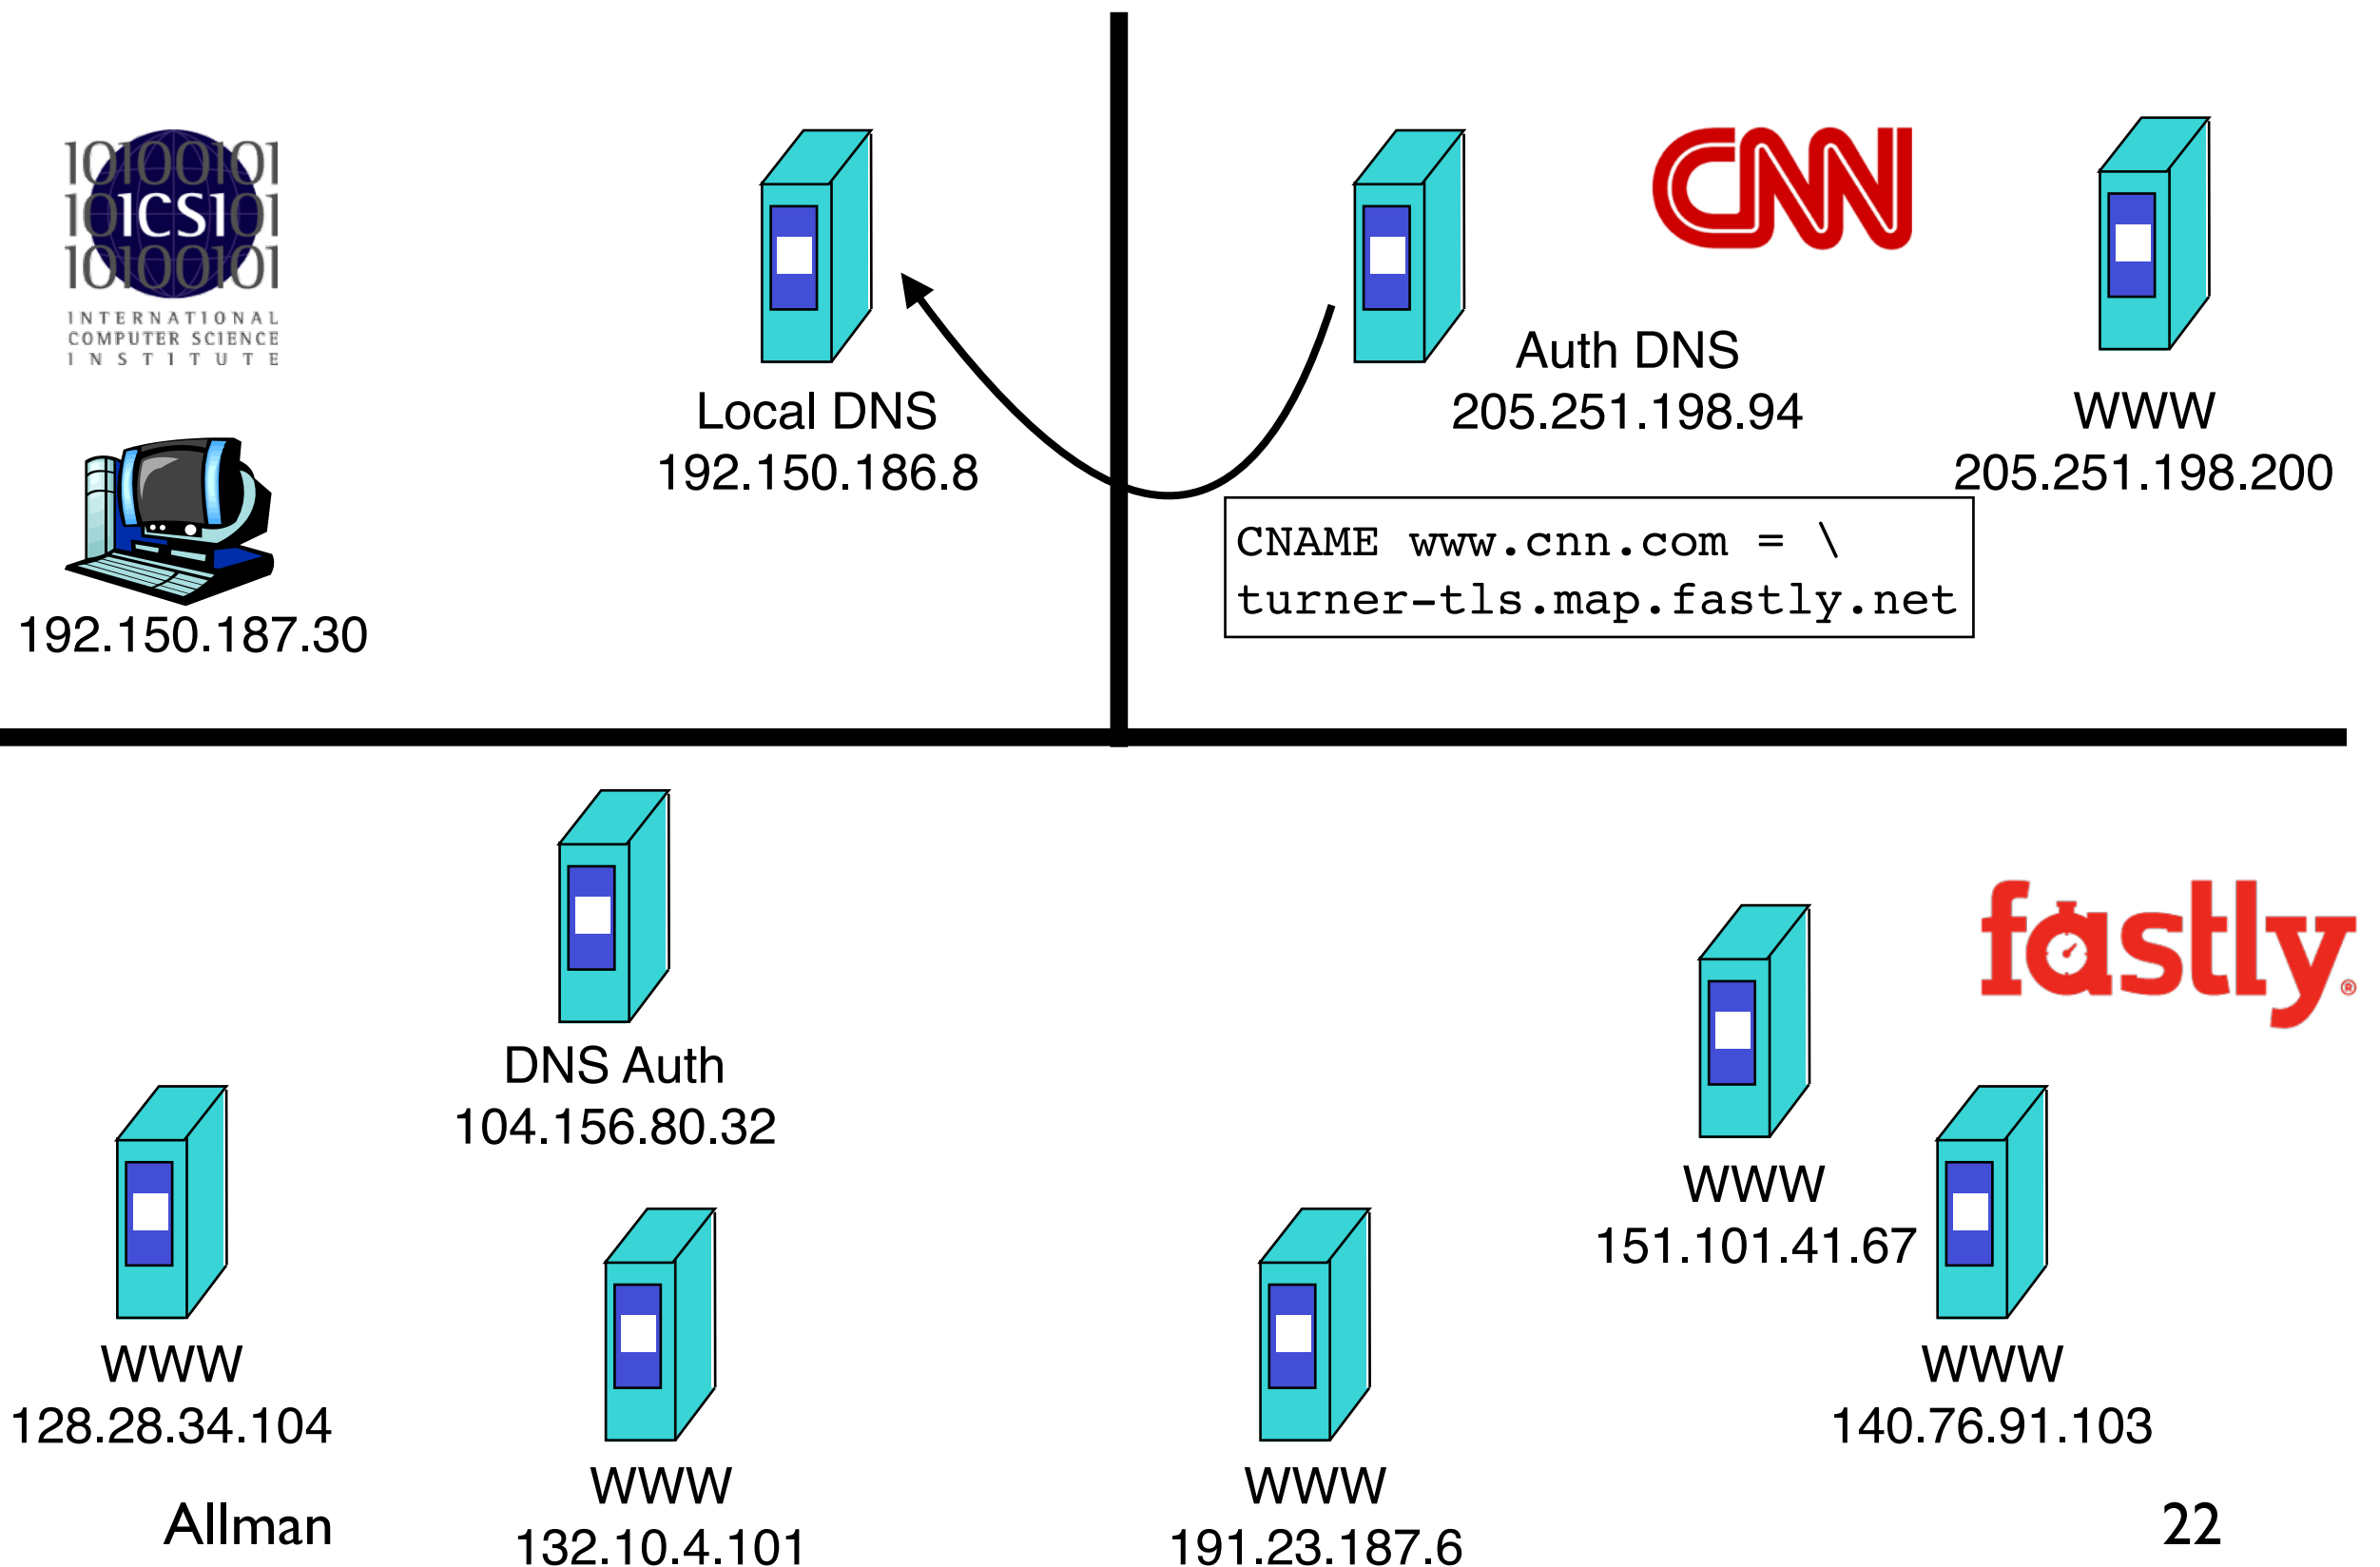 10100101
101ICSI01
10100101
INTERNATIONAL
COMPUTER SCIENCE
INSTITUTE
192.150.187.30
Local DNS
192.150.186.8
CNN
Auth DNS
205.251.198.94
WWW
205.251.198.200
CNAME www.cnn.com = \
turner-tls.map.fastly.net
DNS Auth
104.156.80.32
fastly®
WWW
151.101.41.67
WWW
128.28.34.104
WWW
140.76.91.103
WWW
132.10.4.101
WWW
191.23.187.6
Allman
22